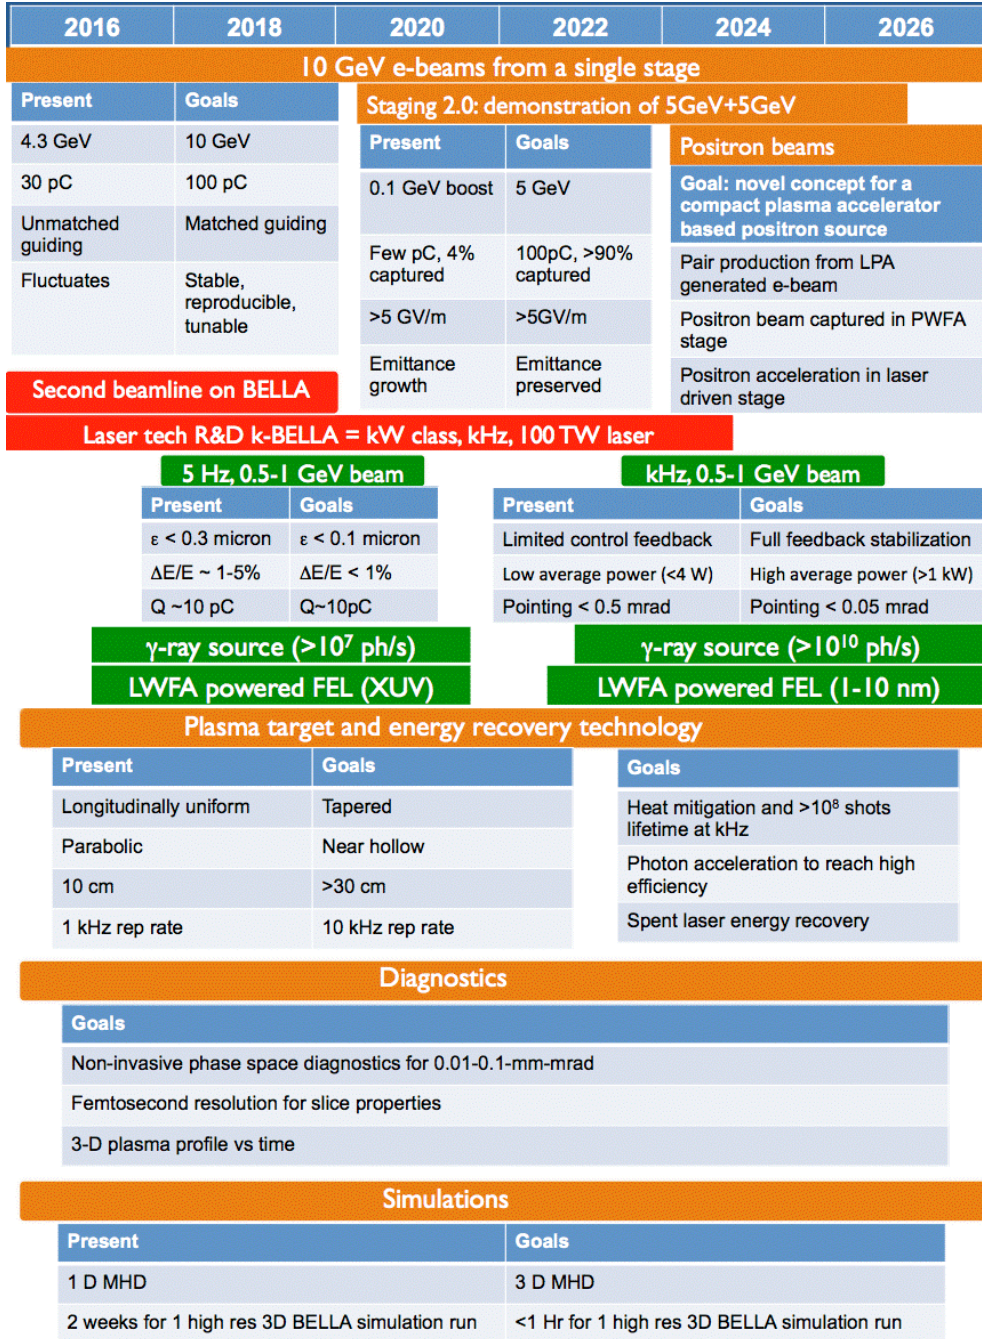 2016 2018 2020 2022 2024 2026
10 GeV e-beams from a single stage
Present Goals
4.3 GeV 10 GeV
30 pC 100 pC
Unmatched Matched guiding
guiding
Fluctuates Stable,
reproducible,
tunable
Staging 2.0: demonstration of 5GeV+5GeV
Present Goals
0.1 GeV boost 5 GeV
Few pC, 4% 100pC, >90%
captured captured
>5 GV/m >5GV/m
Emittance Emittance
growth preserved
Positron beams
Goal: novel concept for a
compact plasma accelerator
based positron source
Pair production from LPA
generated e-beam
Positron beam captured in PWFA
stage
Positron acceleration in laser
driven stage
Second beamline on BELLA
Laser tech R&D k-BELLA = kW class, kHz, 100 TW laser
5 Hz, 0.5-1 GeV beam
Present Goals
ε < 0.3 micron ε < 0.1 micron
ΔE/E ~ 1-5% ΔE/E < 1%
Q ~10 pC Q~10pC
kHz, 0.5-1 GeV beam
Present Goals
Limited control feedback Full feedback stabilization
Low average power (<4 W) High average power (>1 kW)
Pointing < 0.5 mrad Pointing < 0.05 mrad
γ-ray source (>10⁷ ph/s)
LWFA powered FEL (XUV)
γ-ray source (>10¹⁰ ph/s)
LWFA powered FEL (1-10 nm)
Plasma target and energy recovery technology
Present Goals
Longitudinally uniform Tapered
Parabolic Near hollow
10 cm >30 cm
1 kHz rep rate 10 kHz rep rate
Goals
Heat mitigation and >10⁸ shots
lifetime at kHz
Photon acceleration to reach high
efficiency
Spent laser energy recovery
Diagnostics
Goals
Non-invasive phase space diagnostics for 0.01-0.1-mm-mrad
Femtosecond resolution for slice properties
3-D plasma profile vs time
Simulations
Present Goals
1 D MHD 3 D MHD
2 weeks for 1 high res 3D BELLA simulation run <1 Hr for 1 high res 3D BELLA simulation run